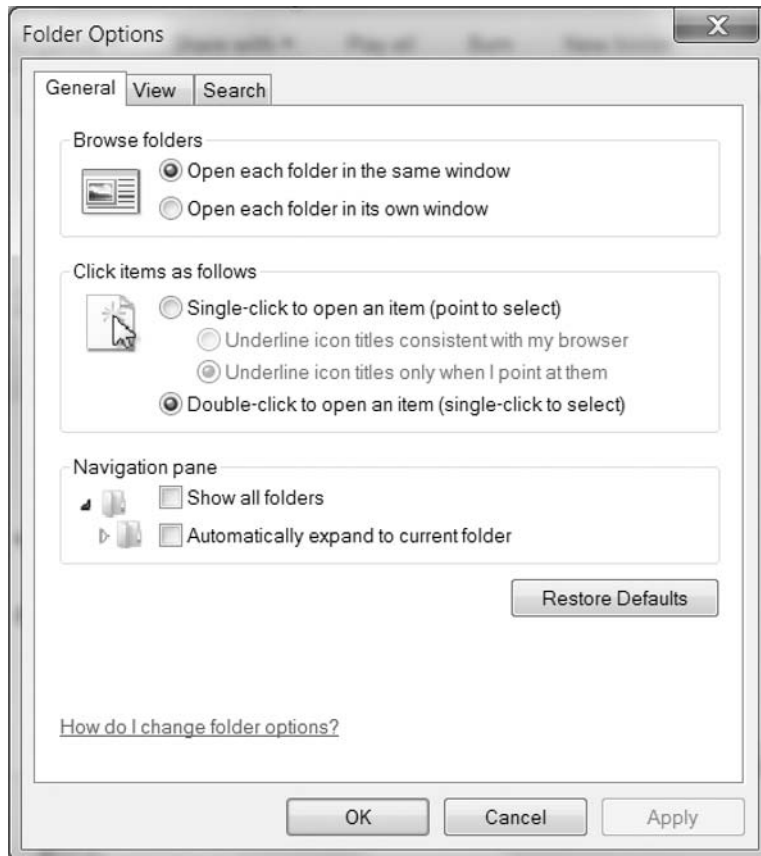 Folder Options
General
View
Search
Browse folders
Open each folder in the same window
Open each folder in its own window
Click items as follows
Single-click to open an item (point to select)
Underline icon titles consistent with my browser
Underline icon titles only when I point at them
Double-click to open an item (single-click to select)
Navigation pane
Show all folders
Automatically expand to current folder
Restore Defaults
How do I change folder options?
OK
Cancel
Apply